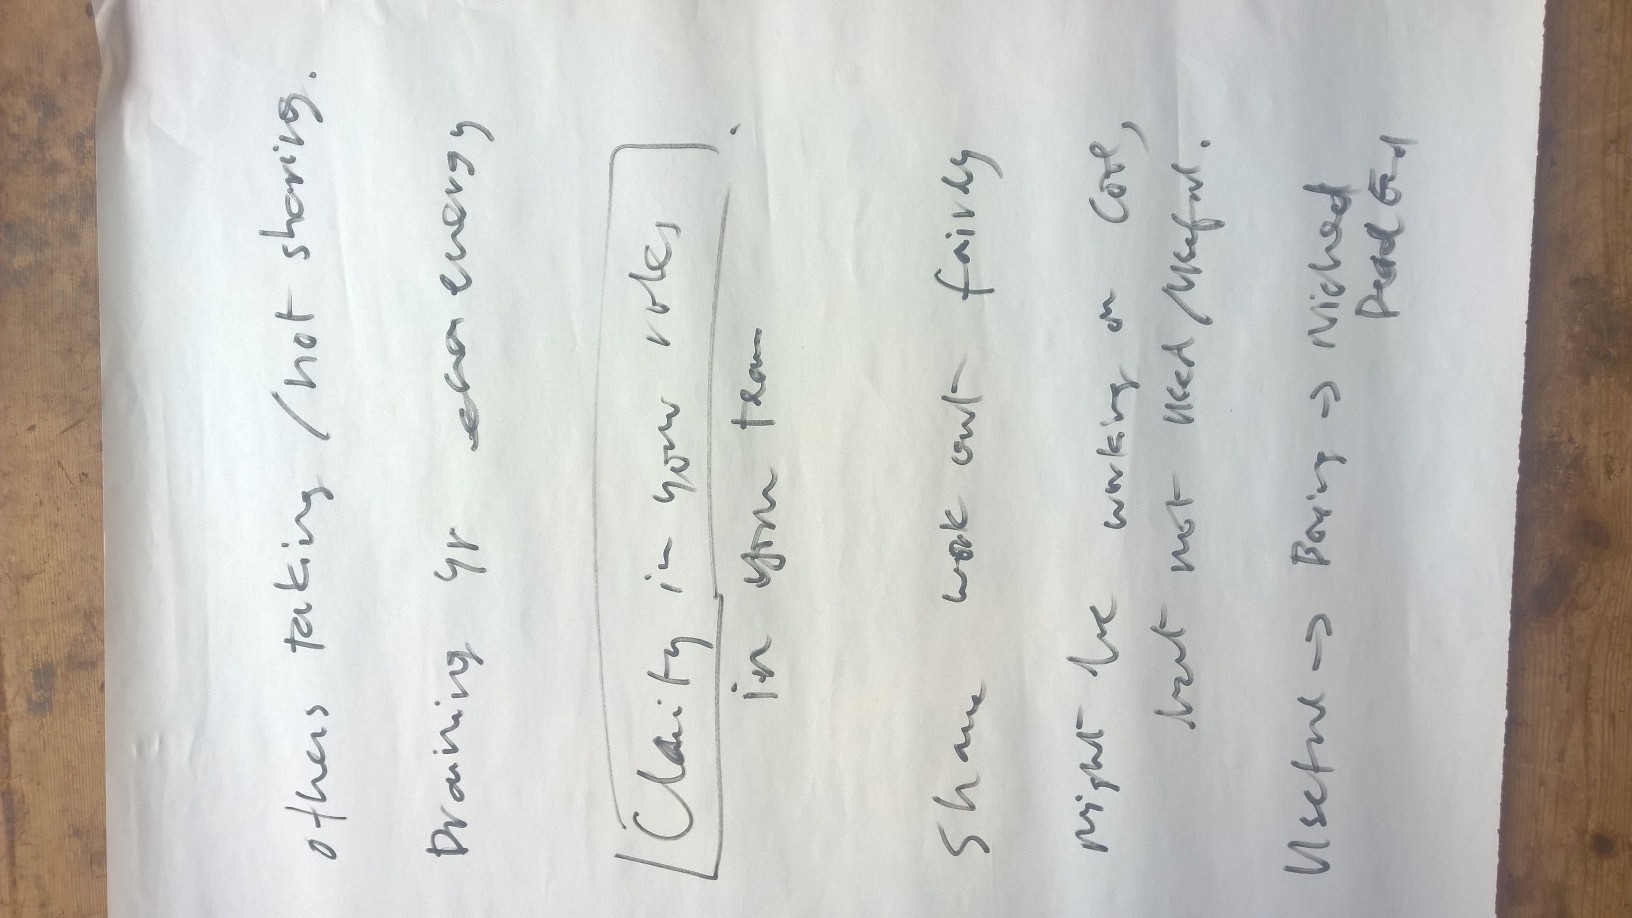 others taking / not sharing.
Draining yr energy
Clarity in your roles
in your team
Share work out fairly
Might be working on core,
but not used / useful.
Useful → Boring → Niched
Dead End